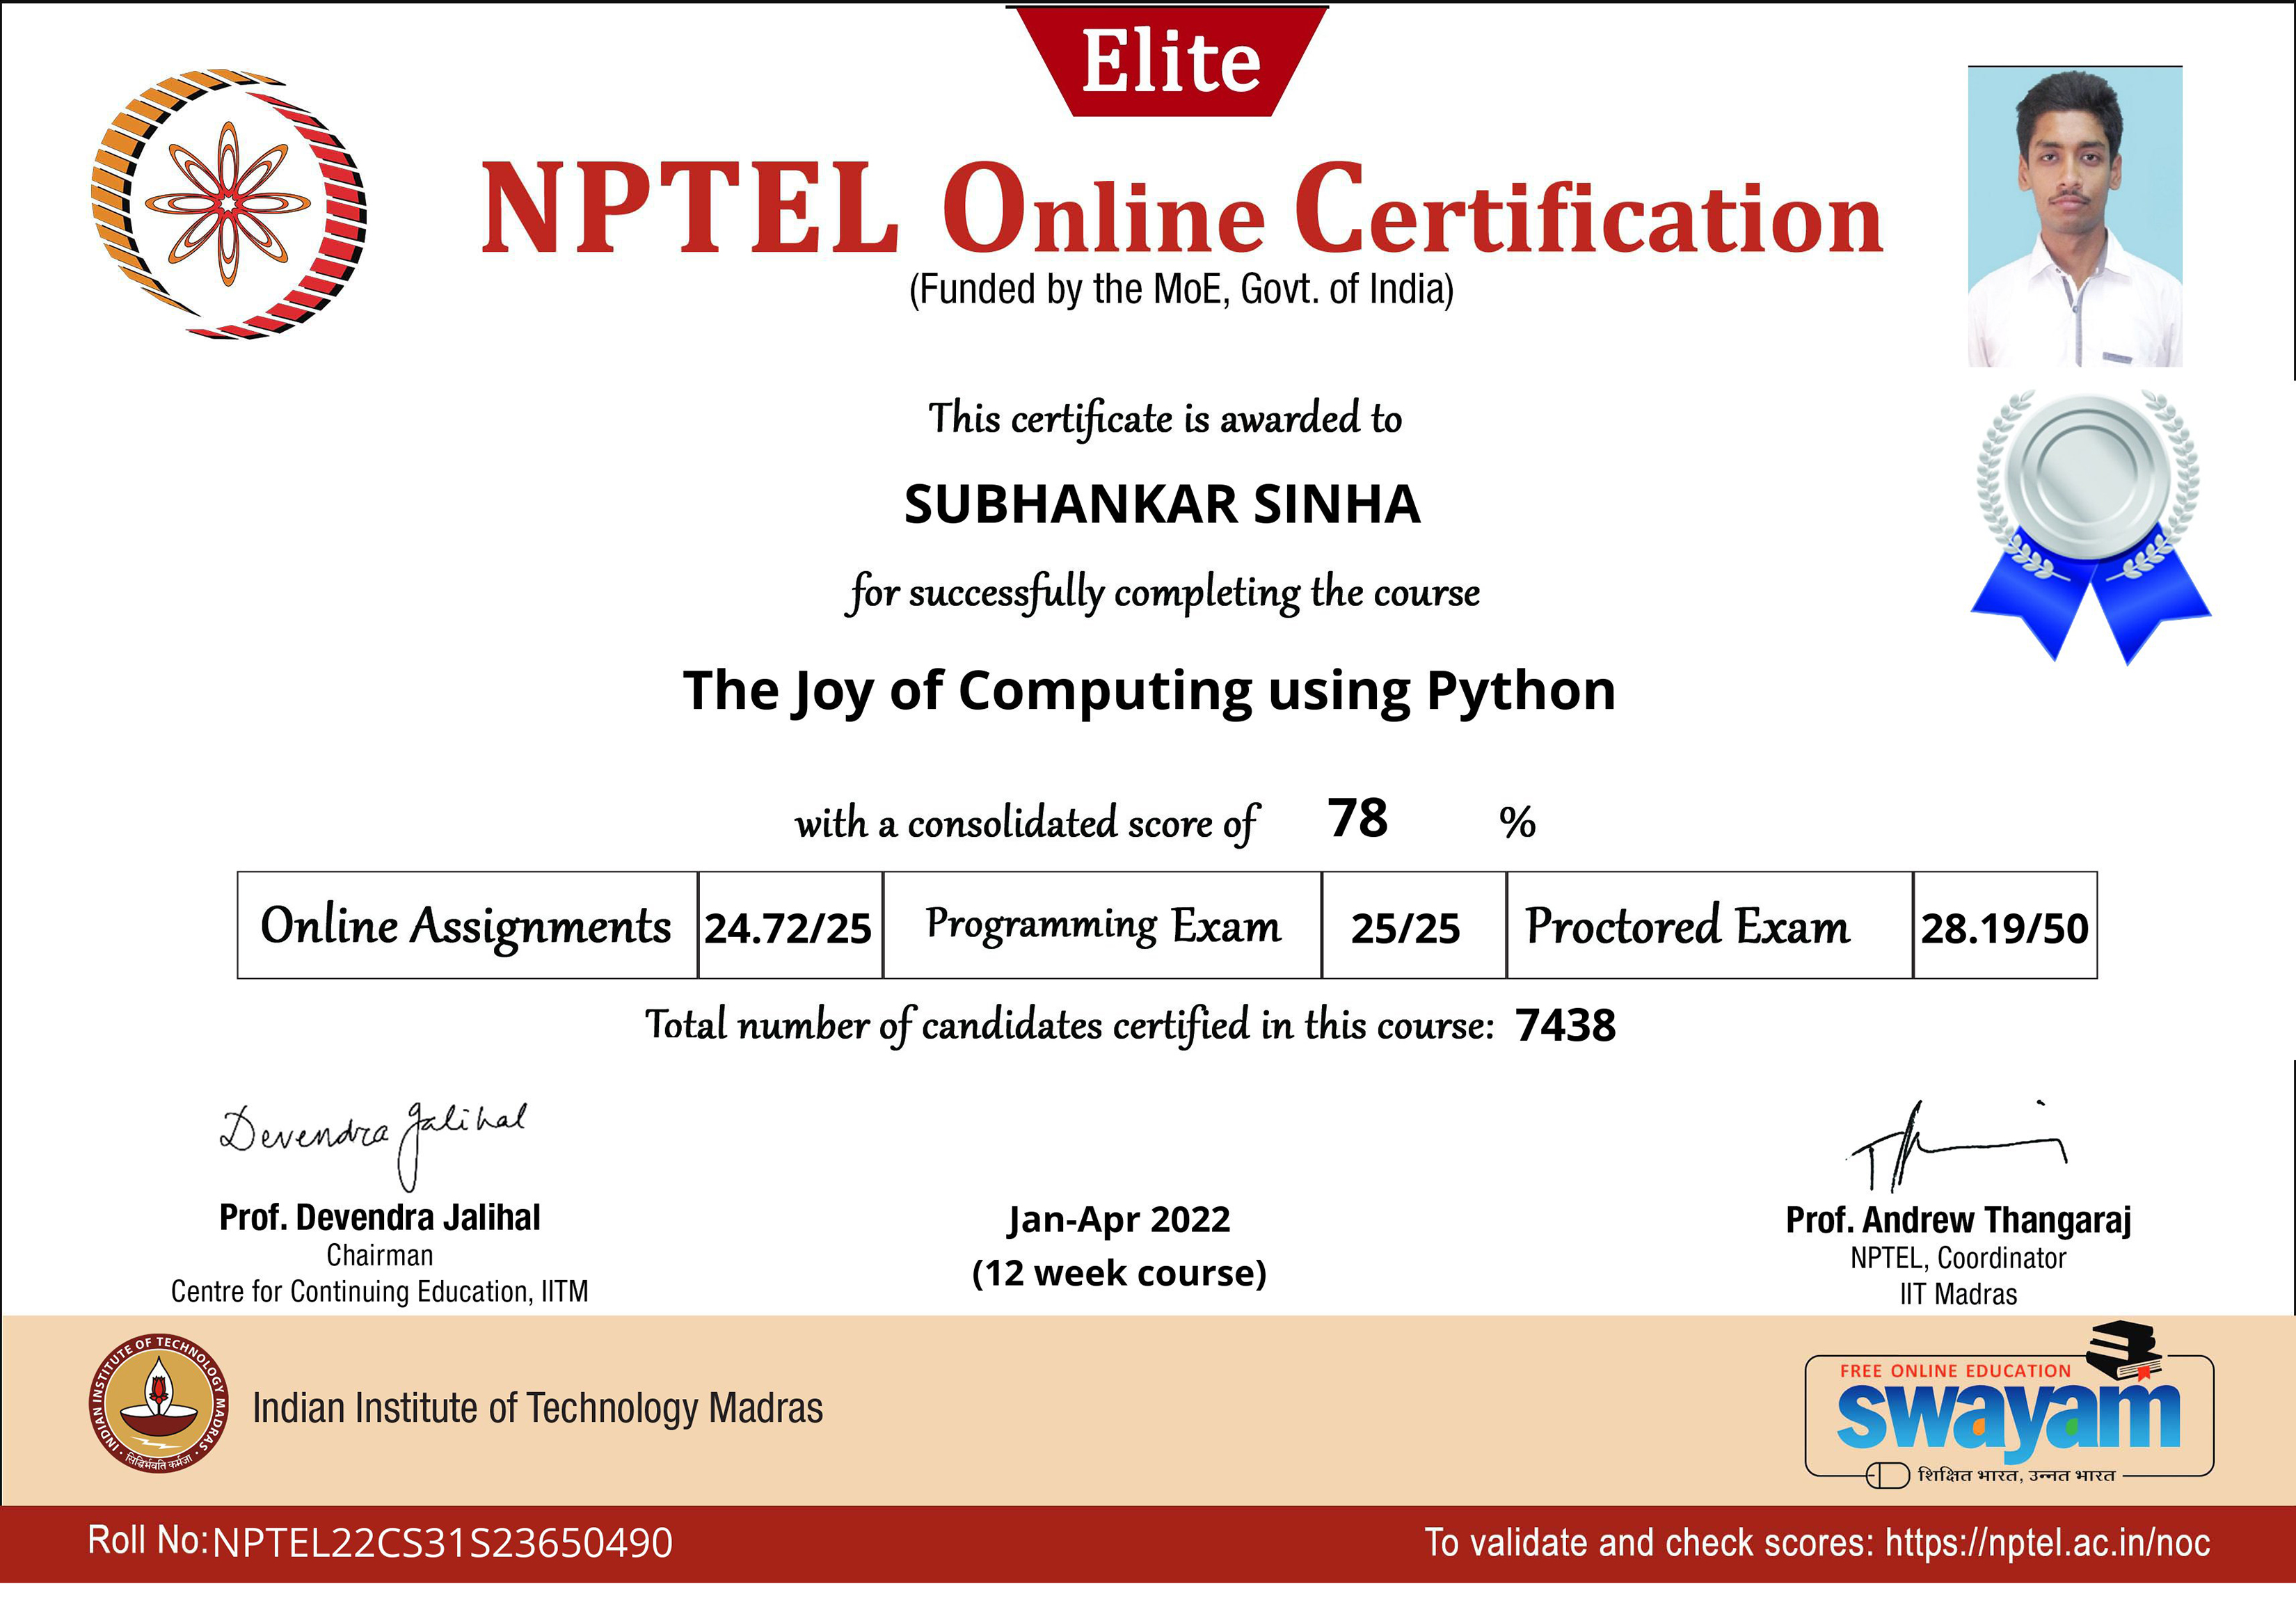 Elite
NPTEL Online Certification
(Funded by the MoE, Govt. of India)
This certificate is awarded to
SUBHANKAR SINHA
for successfully completing the course
The Joy of Computing using Python
with a consolidated score of 78 %
Online Assignments 24.72/25 Programming Exam 25/25 Proctored Exam 28.19/50
Total number of candidates certified in this course: 7438
Devendra Jalihal
Prof. Devendra Jalihal
Chairman
Centre for Continuing Education, IITM
Jan-Apr 2022
(12 week course)
Prof. Andrew Thangaraj
NPTEL, Coordinator
IIT Madras
INDIAN INSTITUTE OF TECHNOLOGY MADRAS
सिद्धिर्भवति कर्मजा
Indian Institute of Technology Madras
FREE ONLINE EDUCATION
swayam
शिक्षित भारत, उन्नत भारत
Roll No:NPTEL22CS31S23650490
To validate and check scores: https://nptel.ac.in/noc